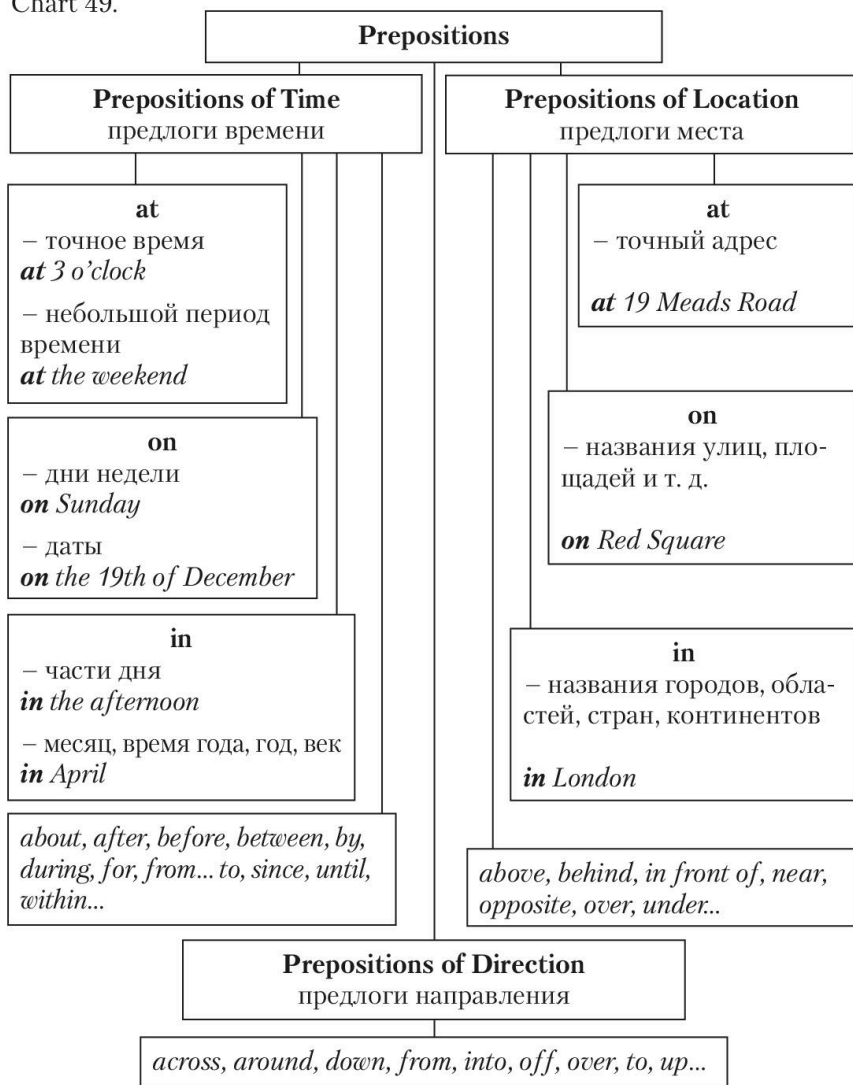 Chart 49.
Prepositions
Prepositions of Time
предлоги времени
at
– точное время
at 3 o’clock
– небольшой период
времени
at the weekend
on
– дни недели
on Sunday
– даты
on the 19th of December
in
– части дня
in the afternoon
– месяц, время года, год, век
in April
about, after, before, between, by,
during, for, from... to, since, until,
within...
Prepositions of Location
предлоги места
at
– точный адрес
at 19 Meads Road
on
– названия улиц, пло-
щадей и т. д.
on Red Square
in
– названия городов, обла-
стей, стран, континентов
in London
above, behind, in front of, near,
opposite, over, under...
Prepositions of Direction
предлоги направления
across, around, down, from, into, off, over, to, up...